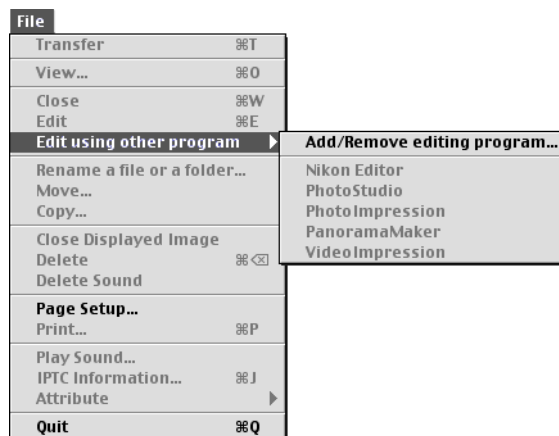 File
Transfer ⌘T
View... ⌘O
Close ⌘W
Edit ⌘E
Edit using other program
Add/Remove editing program...
Nikon Editor
PhotoStudio
PhotoImpression
PanoramaMaker
VideoImpression
Rename a file or a folder...
Move...
Copy...
Close Displayed Image
Delete ⌘⌫
Delete Sound
Page Setup...
Print... ⌘P
Play Sound...
IPTC Information... ⌘J
Attribute
Quit ⌘Q